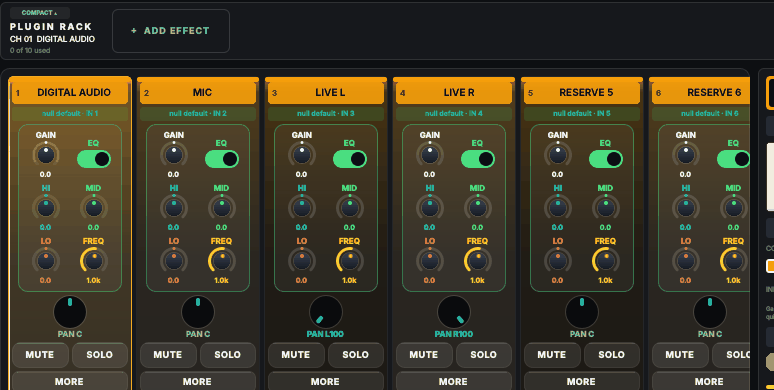 COMPACT
PLUGIN RACK
CH 01 DIGITAL AUDIO
0 of 10 used
+ ADD EFFECT
1 DIGITAL AUDIO 2 MIC 3 LIVE L 4 LIVE R 5 RESERVE 5 6 RESERVE 6
null default · IN 1 null default · IN 2 null default · IN 3 null default · IN 4 null default · IN 5 null default · IN 6
GAIN EQ GAIN EQ GAIN EQ GAIN EQ GAIN EQ GAIN EQ
0.0 0.0 0.0 0.0 0.0 0.0
HI MID HI MID HI MID HI MID HI MID HI MID
0.0 0.0 0.0 0.0 0.0 0.0 0.0 0.0 0.0 0.0 0.0 0.0
LO FREQ LO FREQ LO FREQ LO FREQ LO FREQ LO FREQ
0.0 1.0k 0.0 1.0k 0.0 1.0k 0.0 1.0k 0.0 1.0k 0.0 1.0k
PAN C PAN C PAN L100 PAN R100 PAN C PAN C
MUTE SOLO MUTE SOLO MUTE SOLO MUTE SOLO MUTE SOLO MUTE SOLO
MORE MORE MORE MORE MORE MORE